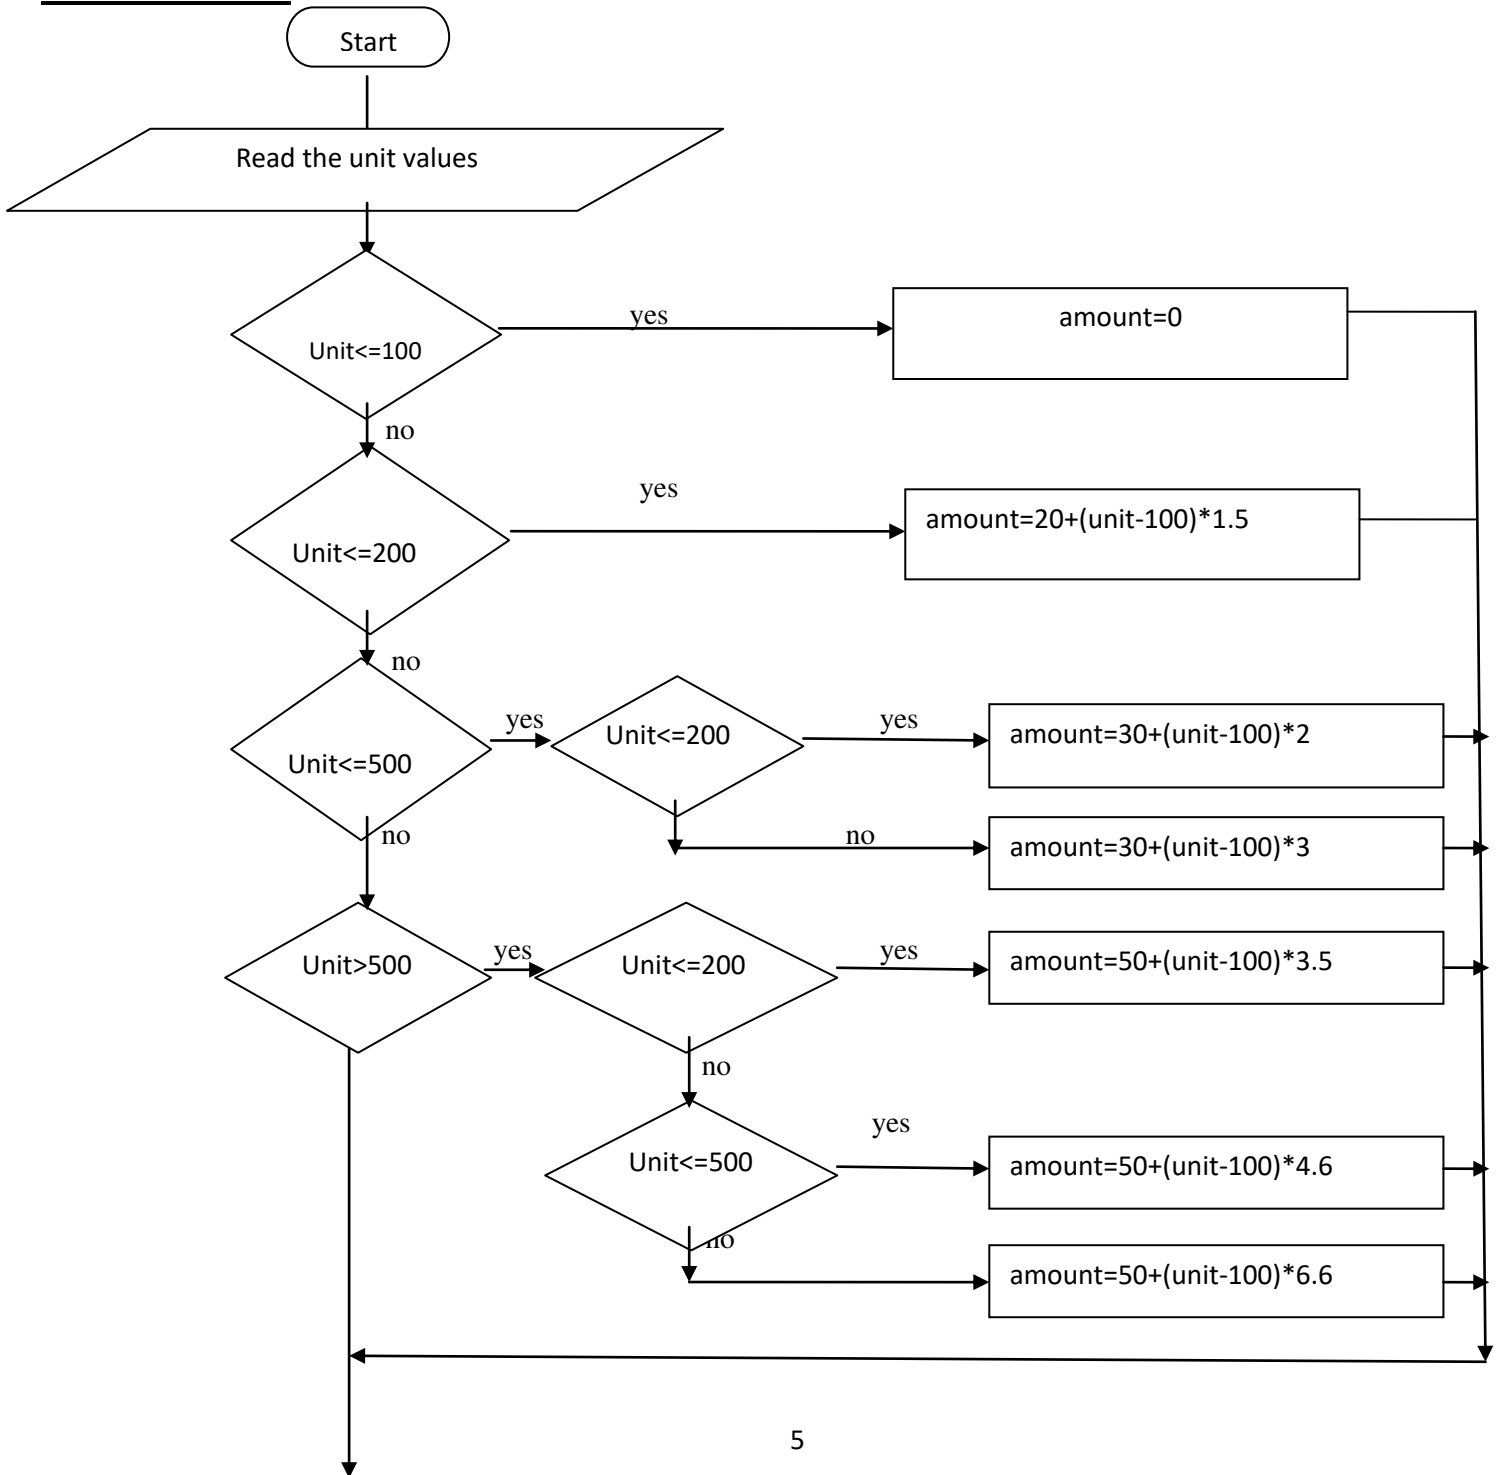 Start
Read the unit values
yes
amount=0
Unit<=100
no
yes
amount=20+(unit-100)*1.5
Unit<=200
no
yes
Unit<=200
yes
amount=30+(unit-100)*2
Unit<=500
no
no
amount=30+(unit-100)*3
Unit>500
yes
Unit<=200
yes
amount=50+(unit-100)*3.5
no
yes
Unit<=500
amount=50+(unit-100)*4.6
no
amount=50+(unit-100)*6.6
5